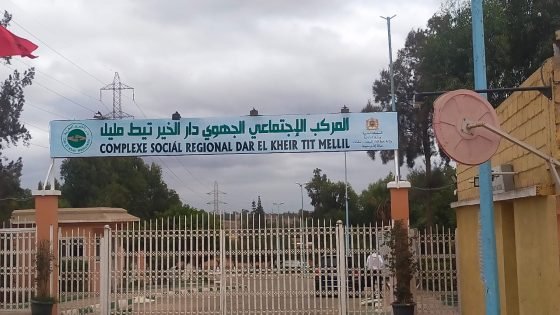 المركب الإجتماعي الجهوي دار الخير تيط مليل
COMPLEXE SOCIAL REGIONAL DAR EL KHEIR TIT MELLIL